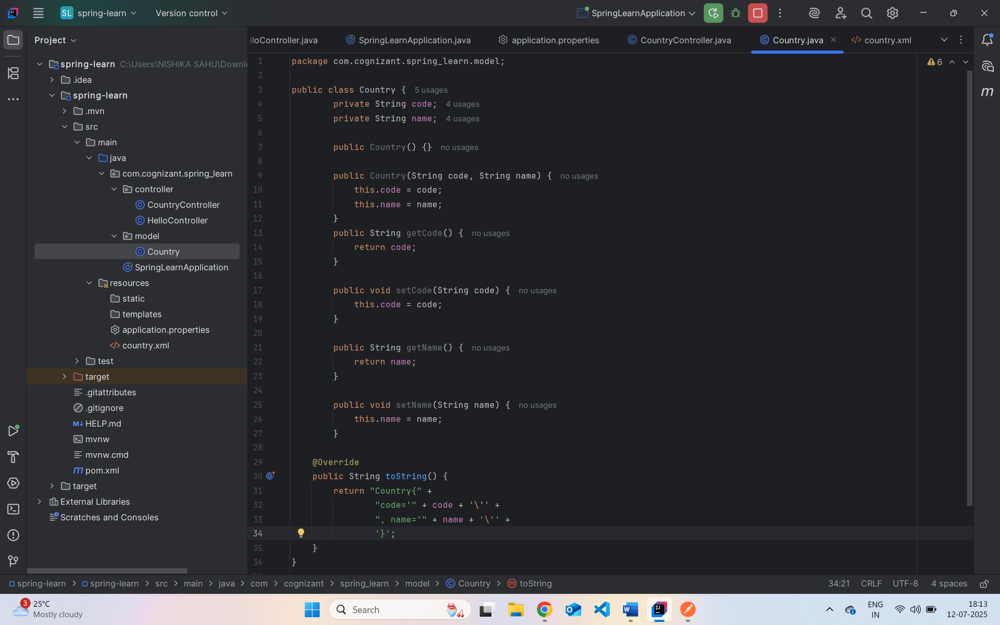 SL spring-learn Version control SpringLearnApplication
Project
lloController.java SpringLearnApplication.java application.properties CountryController.java Country.java country.xml
spring-learn C:\Users\NISHIKA SAHU\Downl
.idea
spring-learn
.mvn
src
main
java
com.cognizant.spring_learn
controller
CountryController
HelloController
model
Country
SpringLearnApplication
resources
static
templates
application.properties
country.xml
test
target
.gitattributes
.gitignore
M↓ HELP.md
mvnw
mvnw.cmd
m pom.xml
target
External Libraries
Scratches and Consoles
6
1 package com.cognizant.spring_learn.model;
2
3 public class Country { 5 usages
4 private String code; 4 usages
5 private String name; 4 usages
6
7 public Country() {} no usages
8
9 public Country(String code, String name) { no usages
10 this.code = code;
11 this.name = name;
12 }
13 public String getCode() { no usages
14 return code;
15 }
16
17 public void setCode(String code) { no usages
18 this.code = code;
19 }
20
21 public String getName() { no usages
22 return name;
23 }
24
25 public void setName(String name) { no usages
26 this.name = name;
27 }
28
29 @Override
30 public String toString() {
31 return "Country{" +
32 "code='" + code + '\'' +
33 ", name='" + name + '\'' +
34 '}';
35 }
36 }
m
spring-learn > spring-learn > src > main > java > com > cognizant > spring_learn > model > Country > toString 34:21 CRLF UTF-8 4 spaces
3 25°C
Mostly cloudy
Search
ENG
IN
18:13
12-07-2025